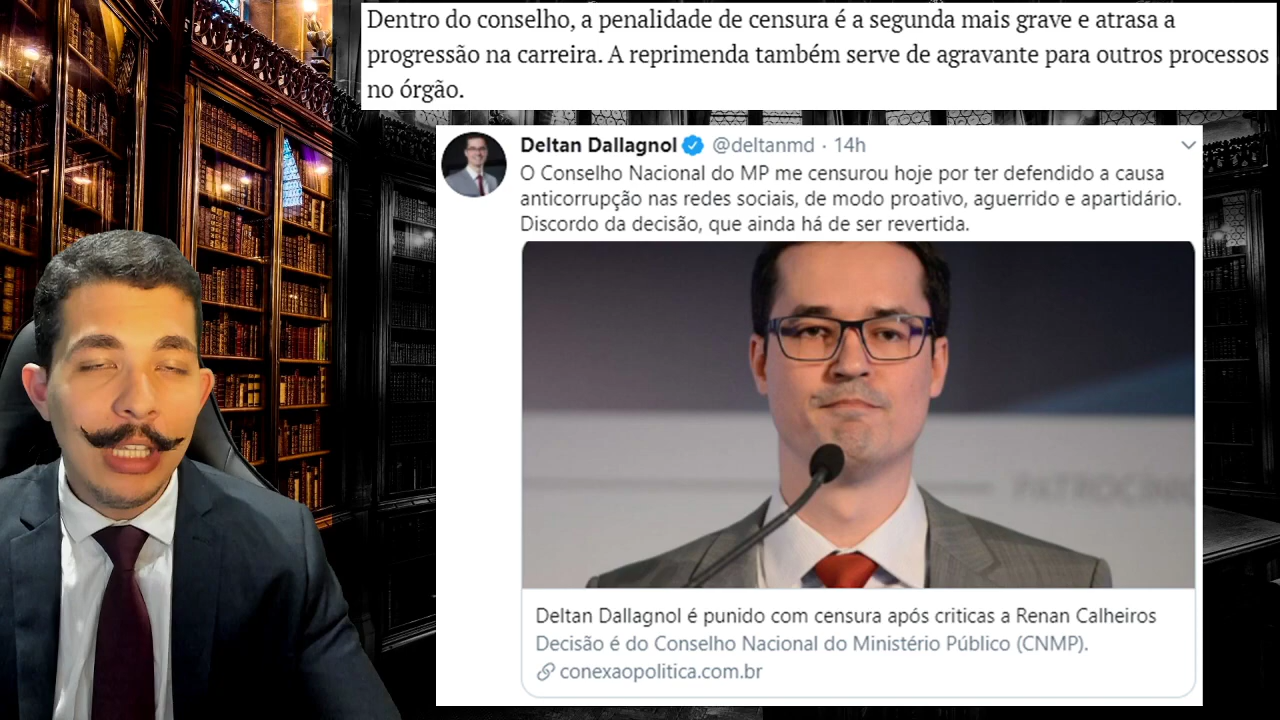 Dentro do conselho, a penalidade de censura é a segunda mais grave e atrasa a
progressão na carreira. A reprimenda também serve de agravante para outros processos
no órgão.
Deltan Dallagnol @deltanmd · 14h
O Conselho Nacional do MP me censurou hoje por ter defendido a causa
anticorrupção nas redes sociais, de modo proativo, aguerrido e apartidário.
Discordo da decisão, que ainda há de ser revertida.
Deltan Dallagnol é punido com censura após criticas a Renan Calheiros
Decisão é do Conselho Nacional do Ministério Público (CNMP).
conexaopolitica.com.br